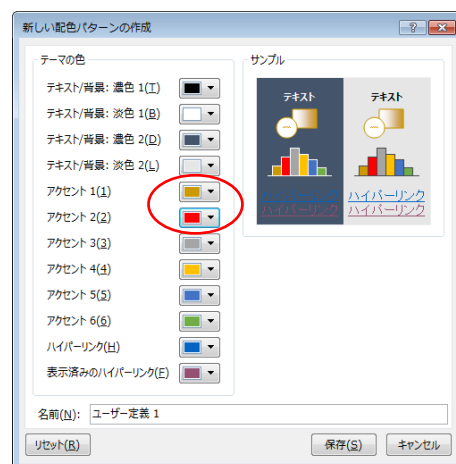 新しい配色パターンの作成
テーマの色
テキスト/背景: 濃色 1(T)
テキスト/背景: 淡色 1(B)
テキスト/背景: 濃色 2(D)
テキスト/背景: 淡色 2(L)
アクセント 1(1)
アクセント 2(2)
アクセント 3(3)
アクセント 4(4)
アクセント 5(5)
アクセント 6(6)
ハイパーリンク(H)
表示済みのハイパーリンク(F)
サンプル
テキスト テキスト
ハイパーリンク ハイパーリンク
ハイパーリンク ハイパーリンク
名前(N): ユーザー定義 1
リセット(R) 保存(S) キャンセル